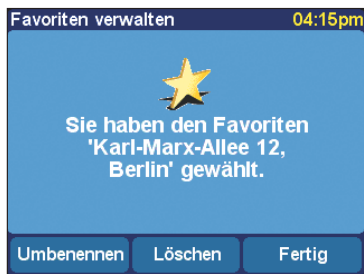 Favoriten verwalten 04:15pm
Sie haben den Favoriten
'Karl-Marx-Allee 12,
Berlin' gewählt.
Umbenennen Löschen Fertig